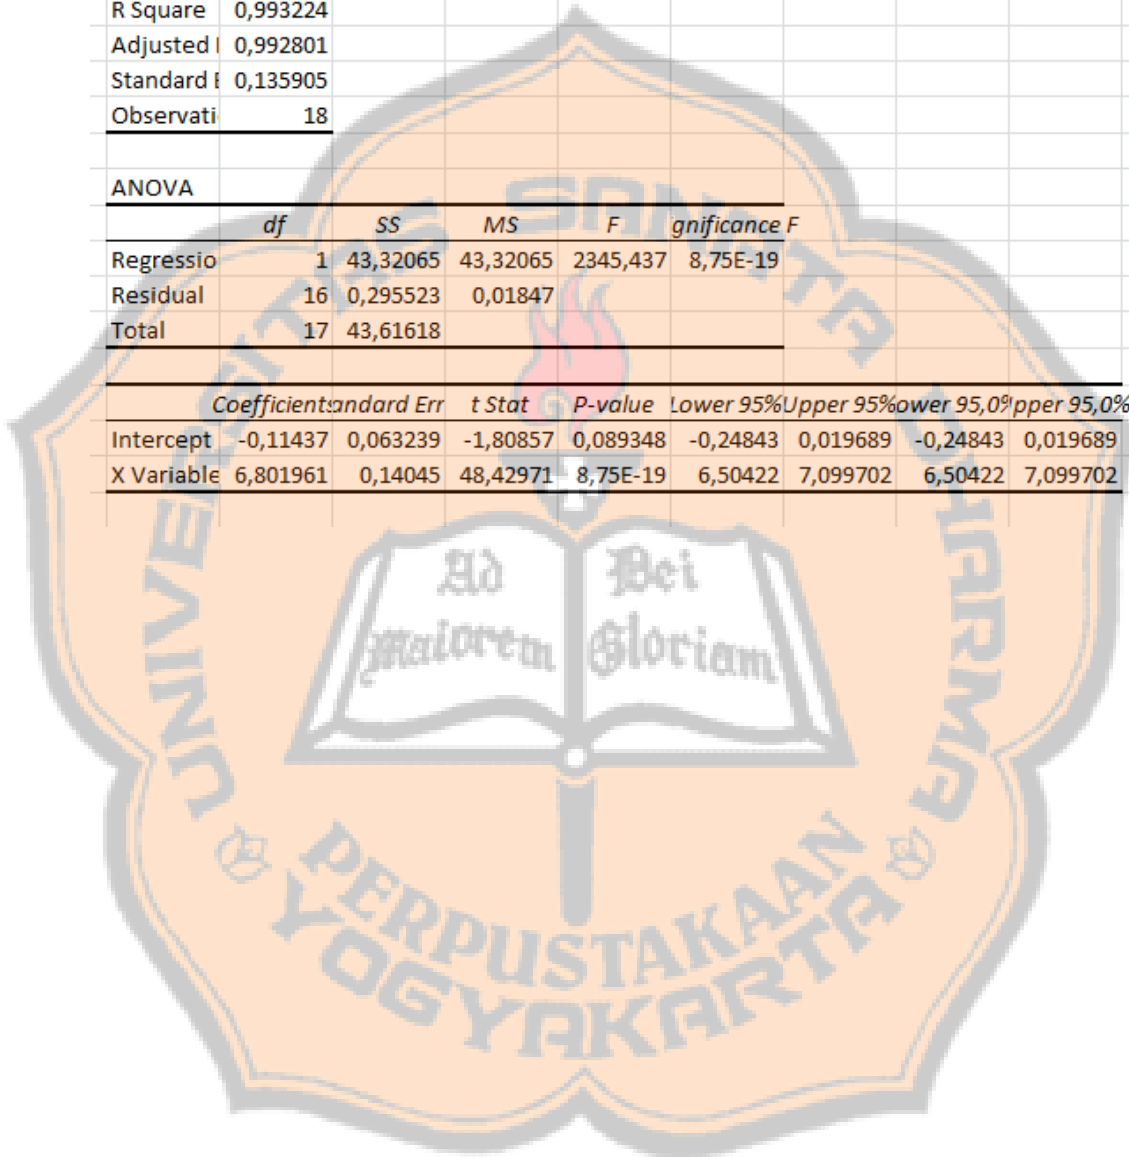 R Square 0,993224
Adjusted 0,992801
Standard E 0,135905
Observati 18
ANOVA
df SS MS F gnificance F
Regressio 1 43,32065 43,32065 2345,437 8,75E-19
Residual 16 0,295523 0,01847
Total 17 43,61618
Coefficients andard Err t Stat P-value Lower 95% Upper 95% ower 95,0% pper 95,0%
Intercept -0,11437 0,063239 -1,80857 0,089348 -0,24843 0,019689 -0,24843 0,019689
X Variable 6,801961 0,14045 48,42971 8,75E-19 6,50422 7,099702 6,50422 7,099702
UNIVERSITAS SANATA DHARMA
Ad Dei
maiorem Gloriam
PERPUSTAKAAN
YOGYAKARTA